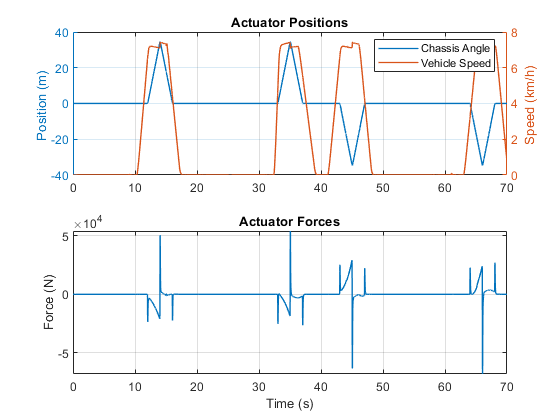 Actuator Positions
40
20
0
-20
-40
Position (m)
8
6
4
2
0
Speed (km/h)
Chassis Angle
Vehicle Speed
0 10 20 30 40 50 60 70
Actuator Forces
×10⁴
5
0
-5
Force (N)
0 10 20 30 40 50 60 70
Time (s)